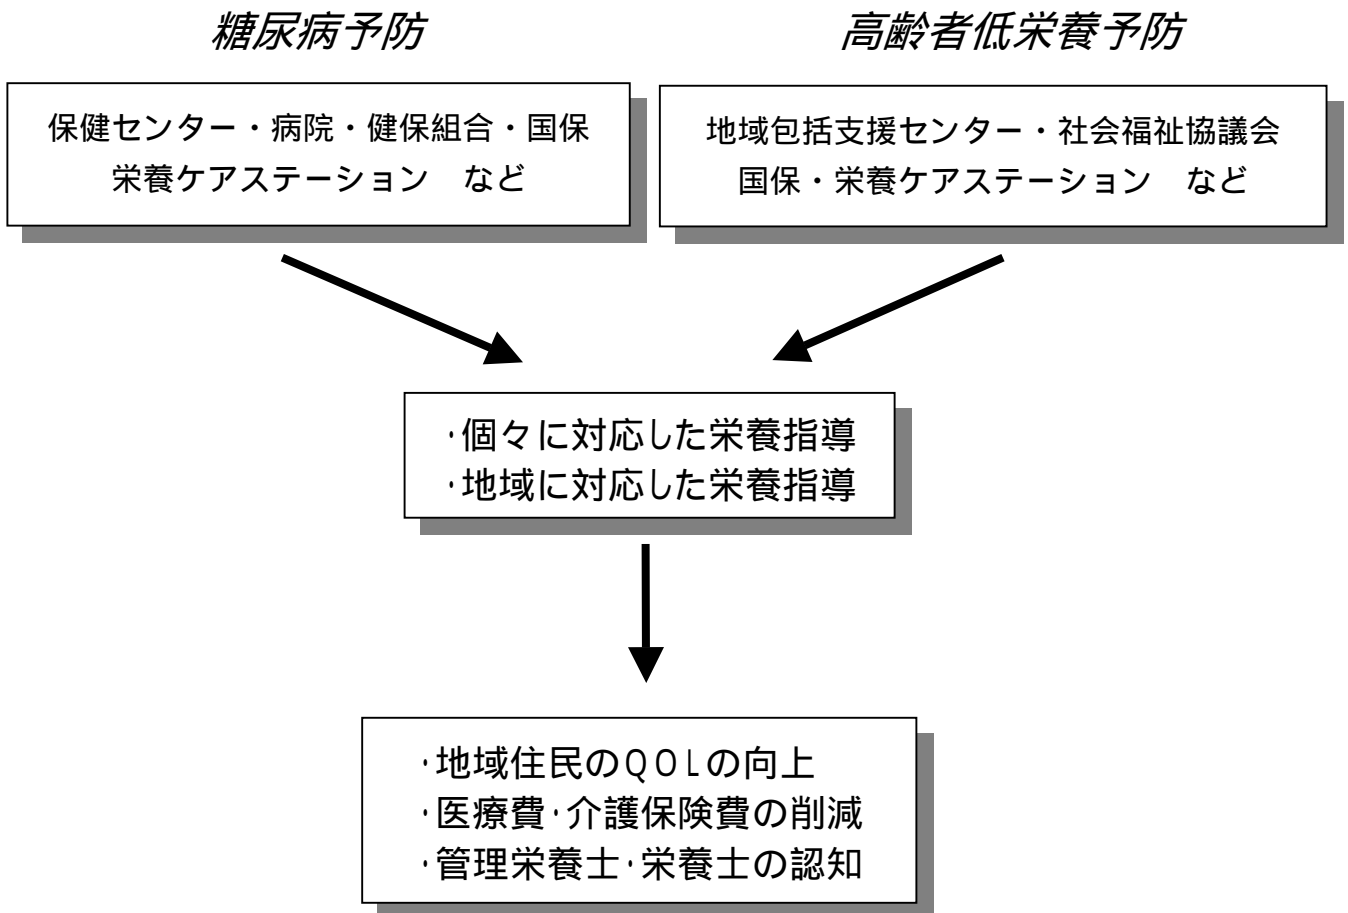 糖尿病予防
高齢者低栄養予防
保健センター・病院・健保組合・国保
栄養ケアステーション　など
地域包括支援センター・社会福祉協議会
国保・栄養ケアステーション　など
・個々に対応した栄養指導
・地域に対応した栄養指導
・地域住民のＱＯＬの向上
・医療費・介護保険費の削減
・管理栄養士・栄養士の認知